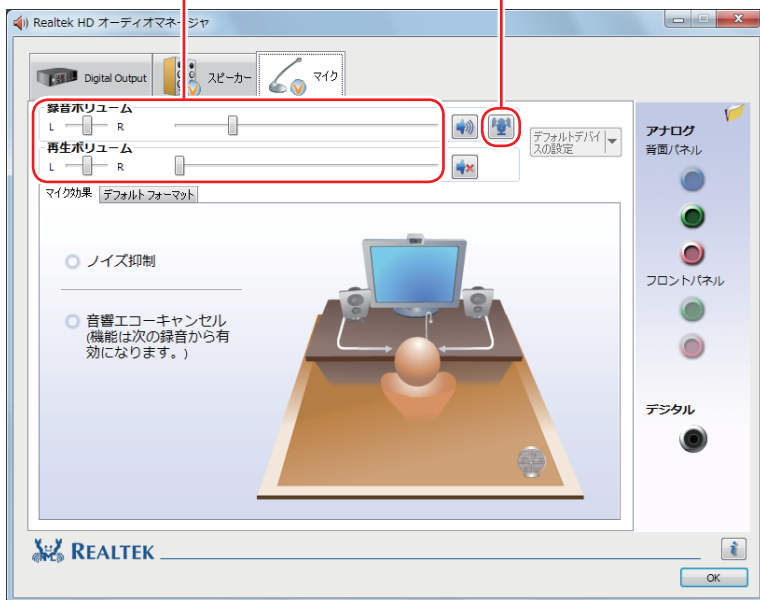 Realtek HD オーディオマネージャ
Digital Output
スピーカー
マイク
録音ボリューム
L R
デフォルトデバイ
スの設定
再生ボリューム
L R
マイク効果 デフォルト フォーマット
ノイズ抑制
音響エコーキャンセル
(機能は次の録音から有
効になります。)
アナログ
背面パネル
フロントパネル
デジタル
REALTEK
i
OK